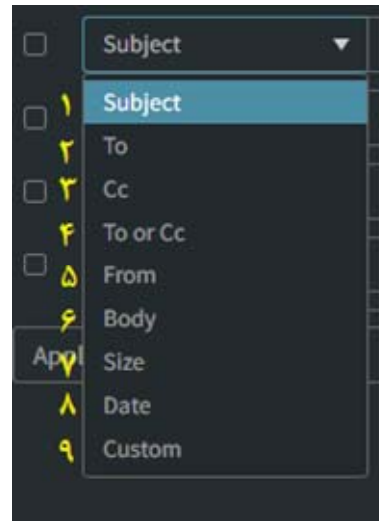 Subject
۱ Subject
۲ To
۳ Cc
۴ To or Cc
۵ From
۶ Body
۷ Size
۸ Date
۹ Custom